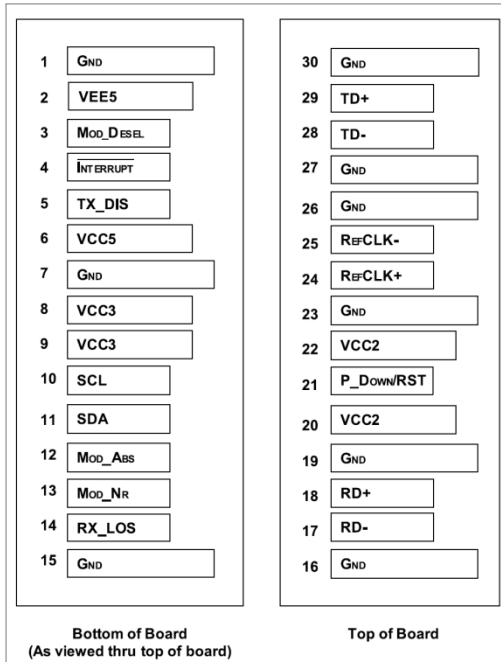 1 GND
2 VEE5
3 MOD_DESEL
4 INTERRUPT
5 TX_DIS
6 VCC5
7 GND
8 VCC3
9 VCC3
10 SCL
11 SDA
12 MOD_ABS
13 MOD_NR
14 RX_LOS
15 GND
Bottom of Board
(As viewed thru top of board)
30 GND
29 TD+
28 TD-
27 GND
26 GND
25 REFCLK-
24 REFCLK+
23 GND
22 VCC2
21 P_DOWN/RST
20 VCC2
19 GND
18 RD+
17 RD-
16 GND
Top of Board